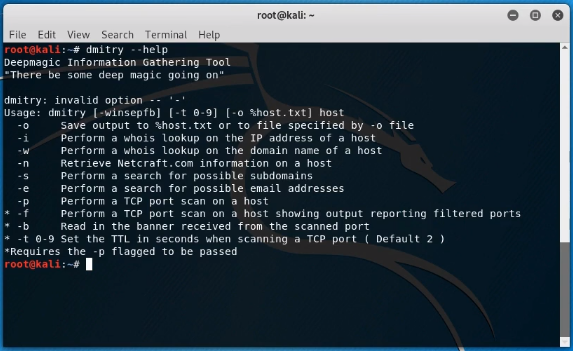 root@kali: ~
File Edit View Search Terminal Help
root@kali:~# dmitry --help
Deepmagic Information Gathering Tool
"There be some deep magic going on"
dmitry: invalid option -- '-'
Usage: dmitry [-winsepfb] [-t 0-9] [-o %host.txt] host
-o Save output to %host.txt or to file specified by -o file
-i Perform a whois lookup on the IP address of a host
-w Perform a whois lookup on the domain name of a host
-n Retrieve Netcraft.com information on a host
-s Perform a search for possible subdomains
-e Perform a search for possible email addresses
-p Perform a TCP port scan on a host
* -f Perform a TCP port scan on a host showing output reporting filtered ports
* -b Read in the banner received from the scanned port
* -t 0-9 Set the TTL in seconds when scanning a TCP port ( Default 2 )
*Requires the -p flagged to be passed
root@kali:~#